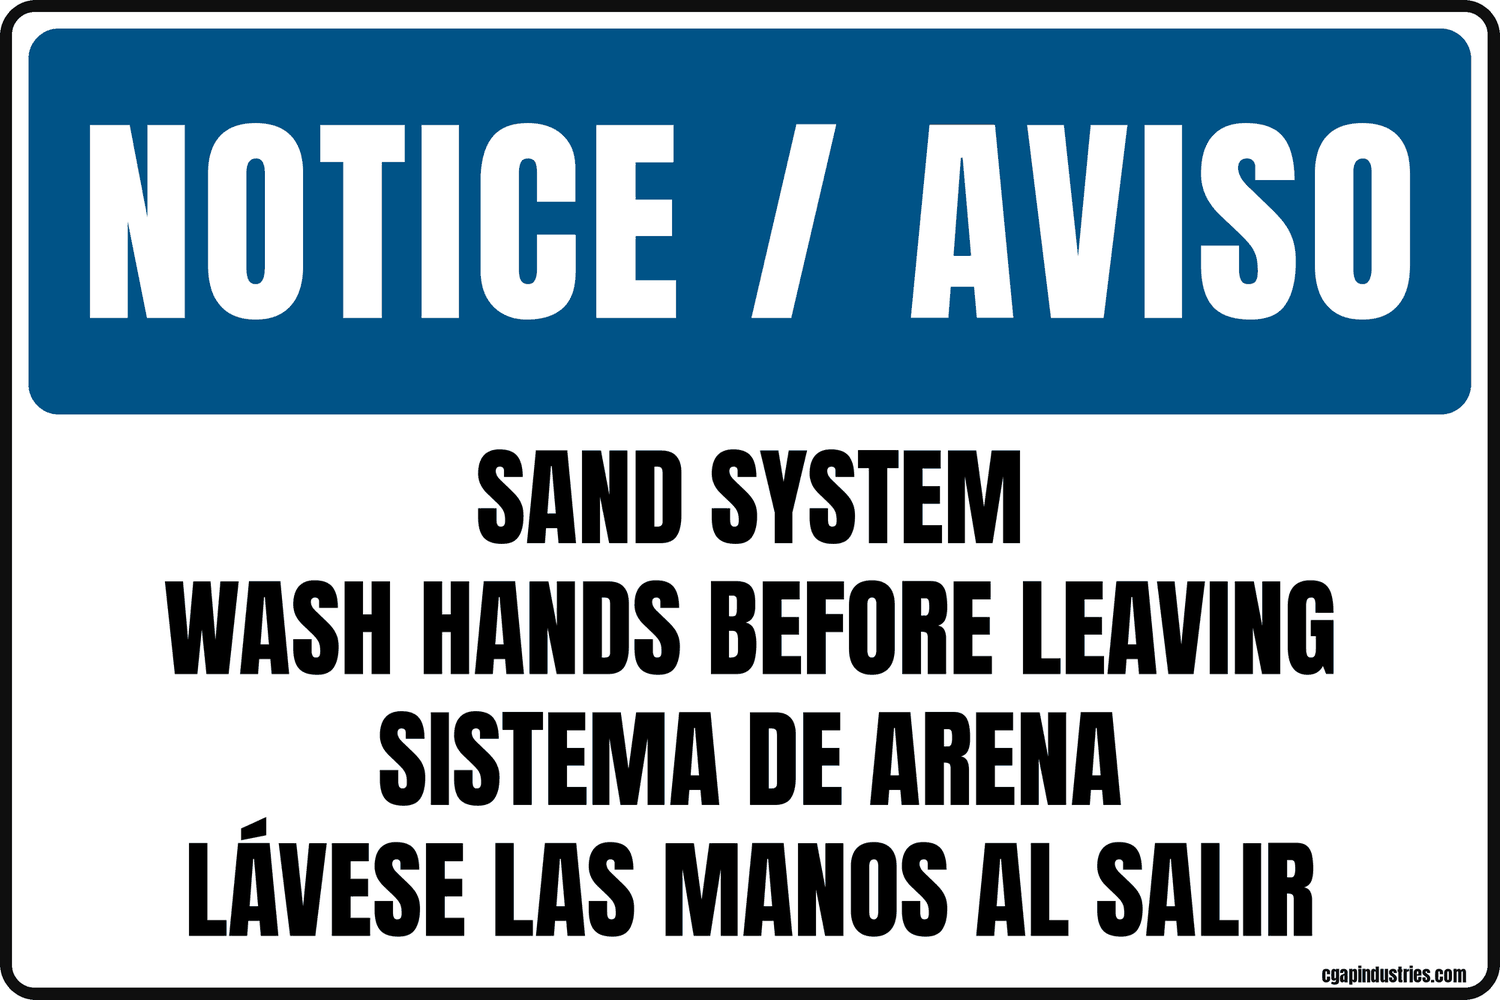 NOTICE / AVISO
SAND SYSTEM
WASH HANDS BEFORE LEAVING
SISTEMA DE ARENA
LÁVESE LAS MANOS AL SALIR
cgapindustries.com